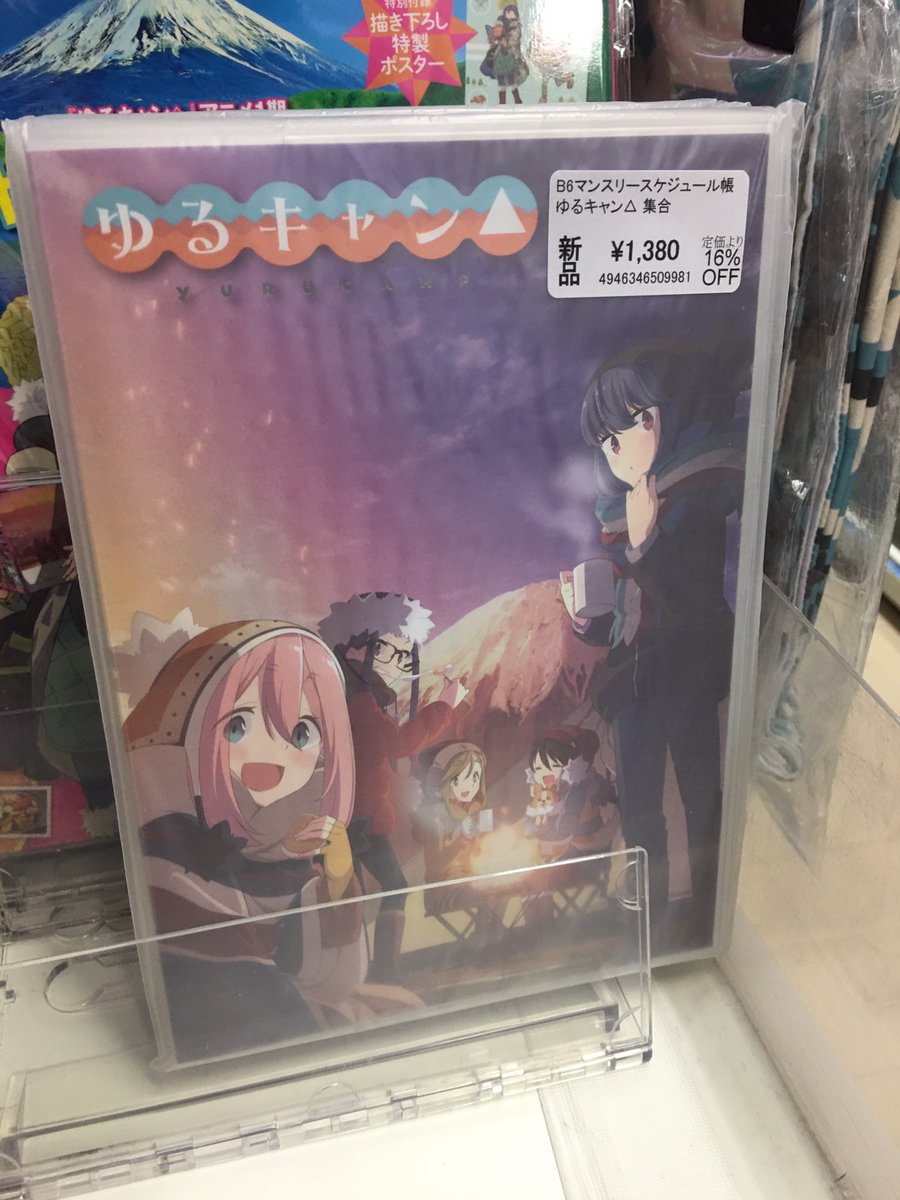 特別付録
描き下ろし
特製
ポスター
『ゆるキャン△』アニメ1期
ゆるキャン△
YURUCAMP
B6マンスリースケジュール帳
ゆるキャン△ 集合
新品
¥1,380
4946346509981
定価より
16%
OFF